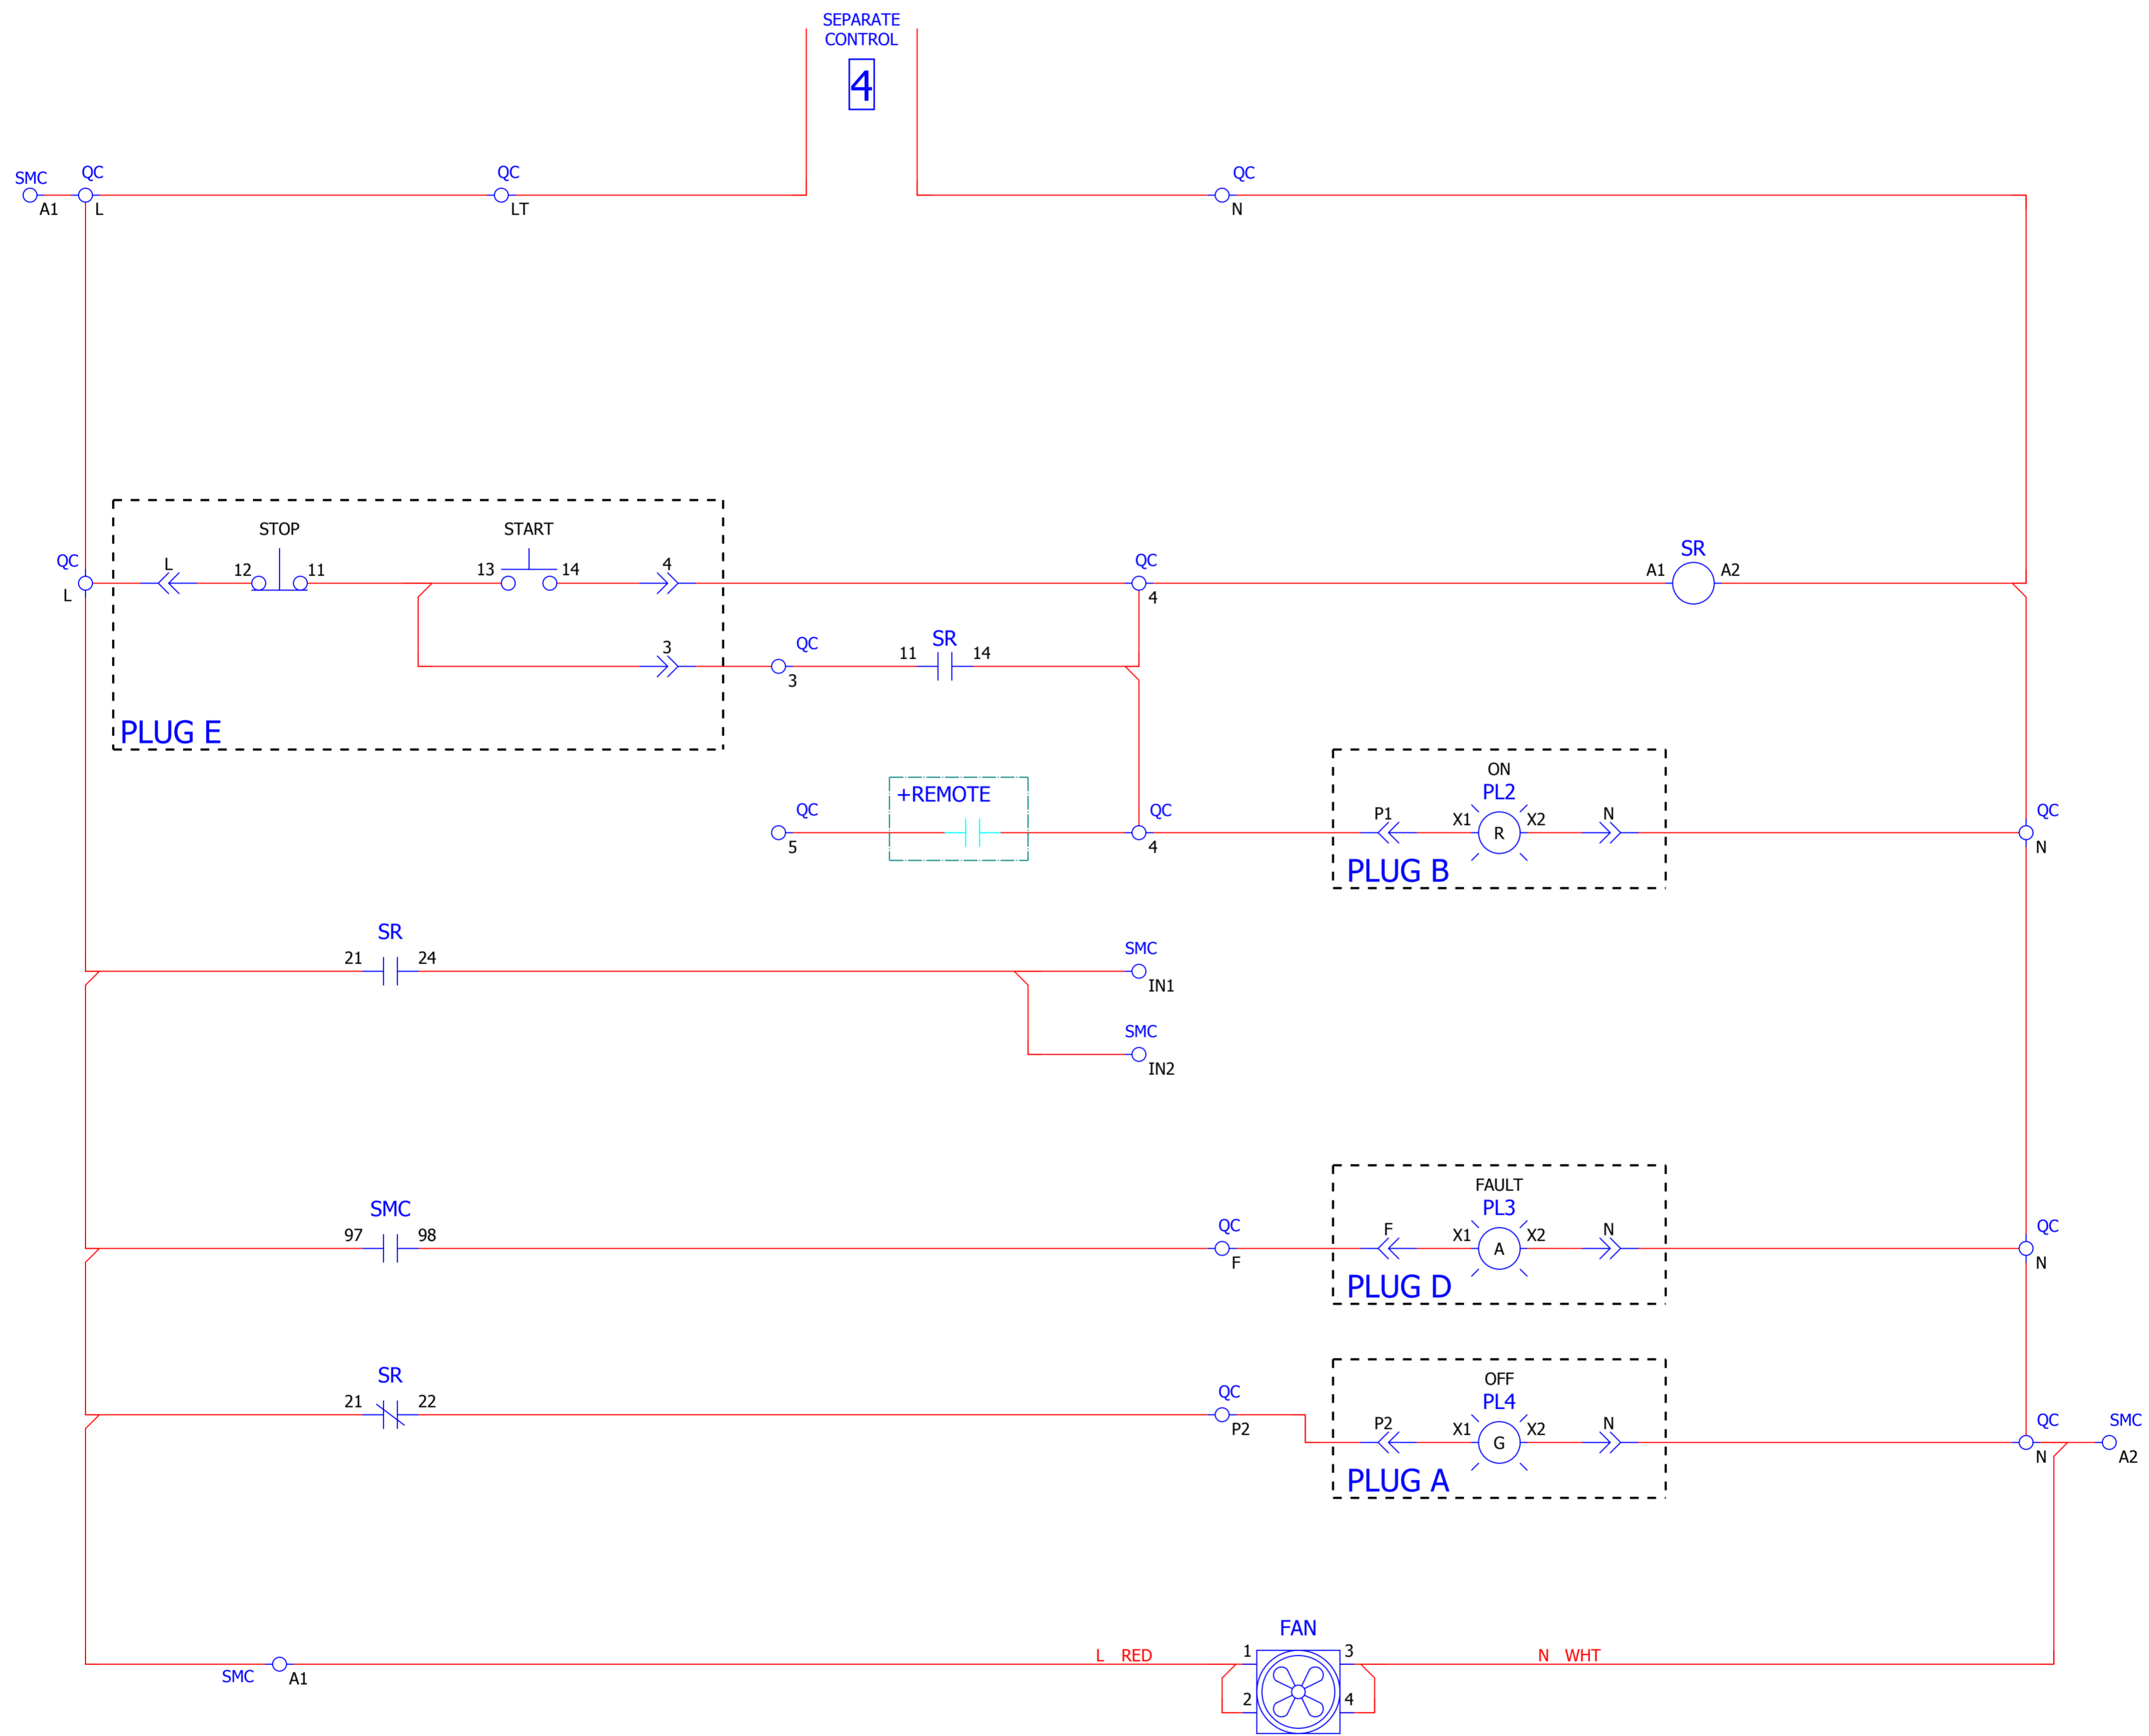 SEPARATE
CONTROL
4
SMC QC QC QC
A1 L LT N
STOP START
QC L 12 11 13 14 4 QC SR A1 A2
L 4
3 QC 11 SR 14
3
PLUG E
ON
+REMOTE PL2
QC QC P1 X1 R X2 N QC
5 4 N
PLUG B
SR
21 24 SMC
IN1
SMC
IN2
FAULT
SMC PL3
97 98 QC F X1 A X2 N QC
F N
PLUG D
OFF
SR PL4
21 22 QC P2 X1 G X2 N QC SMC
P2 N A2
PLUG A
FAN
L RED 1 3 N WHT
SMC A1
2 4